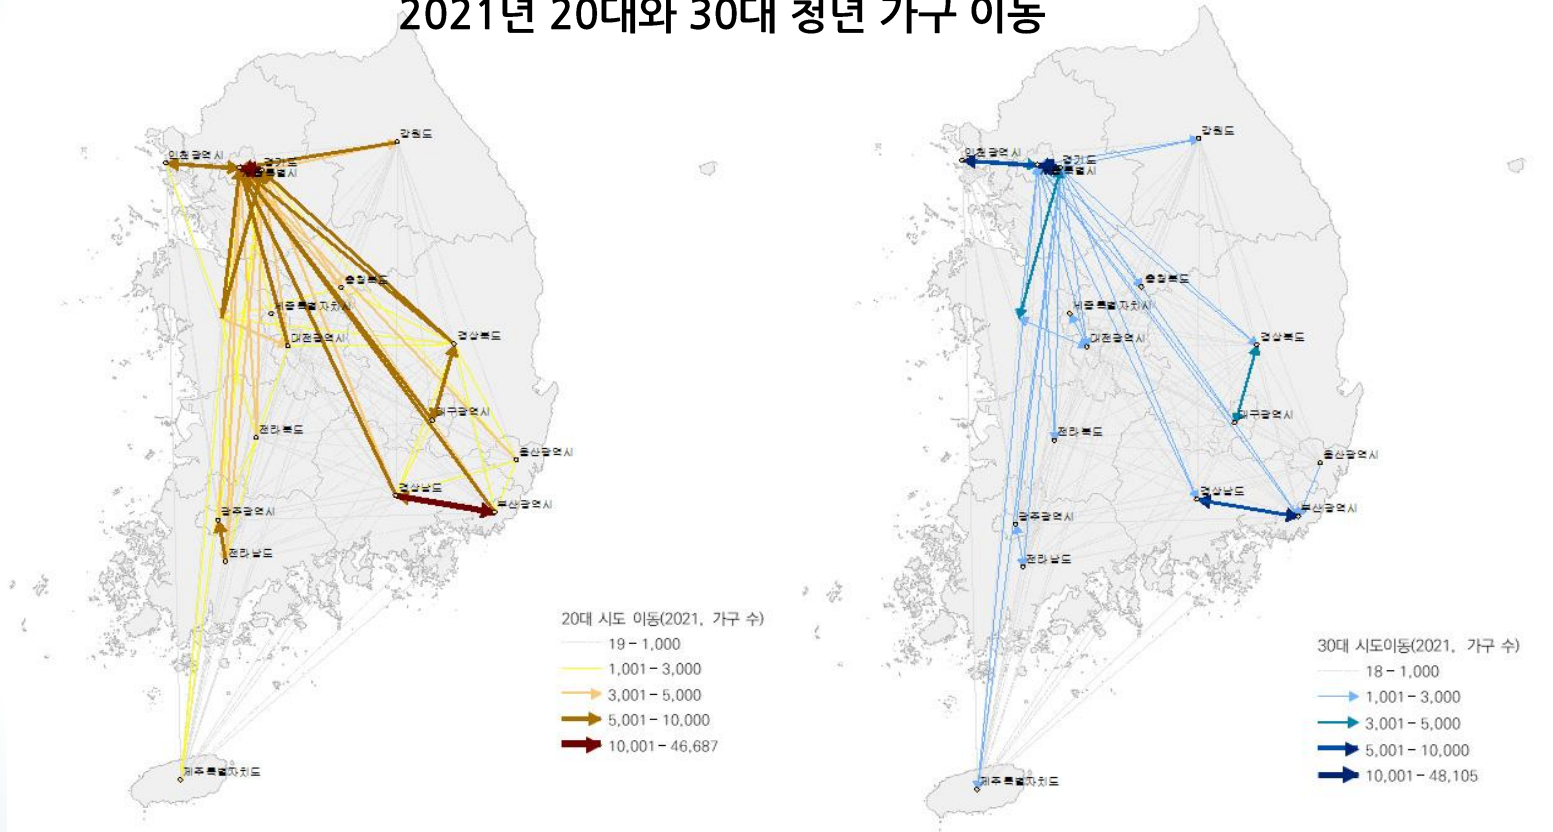 2021년 20대와 30대 청년 가구 이동
강원도
인천광역시
경기도
충청북도
세종특별자치시
대전광역시
경상북도
대구광역시
전라북도
울산광역시
경상남도
부산광역시
광주광역시
전라남도
제주특별자치도
20대 시도 이동(2021, 가구 수)
19 - 1,000
1,001 - 3,000
3,001 - 5,000
5,001 - 10,000
10,001 - 46,687
강원도
인천광역시
경기도
충청북도
세종특별자치시
대전광역시
경상북도
대구광역시
전라북도
울산광역시
경상남도
부산광역시
광주광역시
전라남도
제주특별자치도
30대 시도이동(2021, 가구 수)
18 - 1,000
1,001 - 3,000
3,001 - 5,000
5,001 - 10,000
10,001 - 48,105